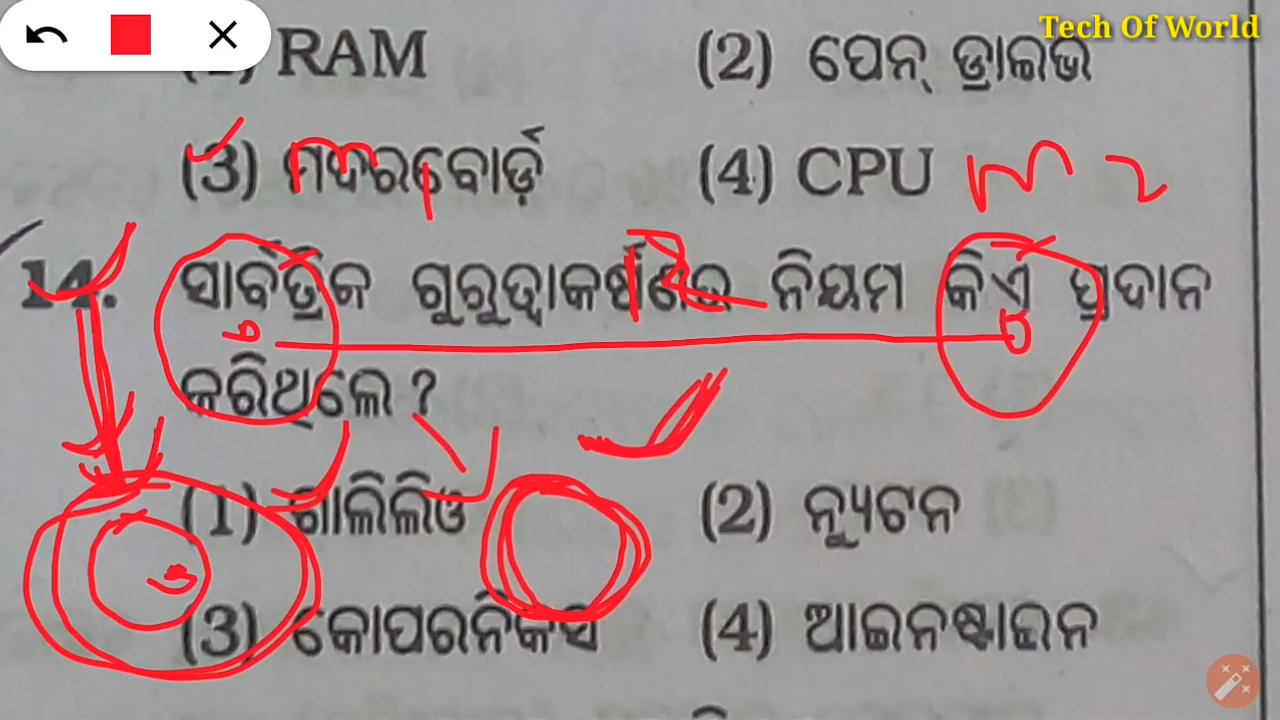 Tech Of World
(1) RAM (2) ପେନ୍ ଡ୍ରାଇଭ
(3) ମଦରବୋର୍ଡ଼ (4) CPU
14. ସାର୍ବତ୍ରିକ ଗୁରୁତ୍ୱାକର୍ଷଣର ନିୟମ କିଏ ପ୍ରଦାନ
କରିଥିଲେ ?
(1) ଗାଲିଲିଓ (2) ନ୍ୟୁଟନ
(3) କୋପରନିକସ (4) ଆଇନଷ୍ଟାଇନ